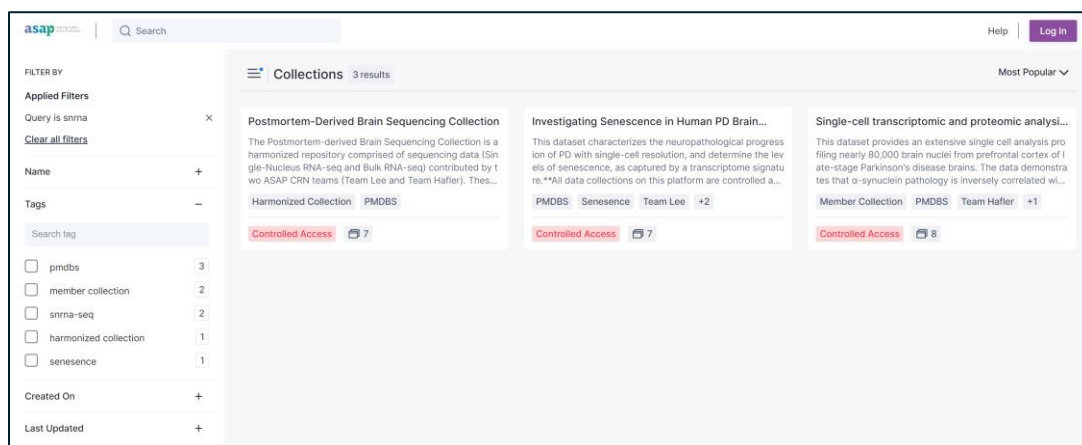 asap
Search
Help
Log In
FILTER BY
Applied Filters
Query is snrna
Clear all filters
Name
Tags
Search tag
pmdbs 3
member collection 2
snrna-seq 2
harmonized collection 1
senesence 1
Created On
Last Updated
Collections 3 results
Most Popular
Postmortem-Derived Brain Sequencing Collection
The Postmortem-derived Brain Sequencing Collection is a
harmonized repository comprised of sequencing data (Sin
gle-Nucleus RNA-seq and Bulk RNA-seq) contributed by t
wo ASAP CRN teams (Team Lee and Team Hafler). Thes...
Harmonized Collection PMDBS
Controlled Access 7
Investigating Senescence in Human PD Brain...
This dataset characterizes the neuropathological progress
ion of PD with single-cell resolution, and determine the lev
els of senescence, as captured by a transcriptome signatu
re.**All data collections on this platform are controlled a...
PMDBS Senesence Team Lee +2
Controlled Access 7
Single-cell transcriptomic and proteomic analysi...
This dataset provides an extensive single cell analysis pro
filing nearly 80,000 brain nuclei from prefrontal cortex of l
ate-stage Parkinson's disease brains. The data demonstra
tes that α-synuclein pathology is inversely correlated wi...
Member Collection PMDBS Team Hafler +1
Controlled Access 8